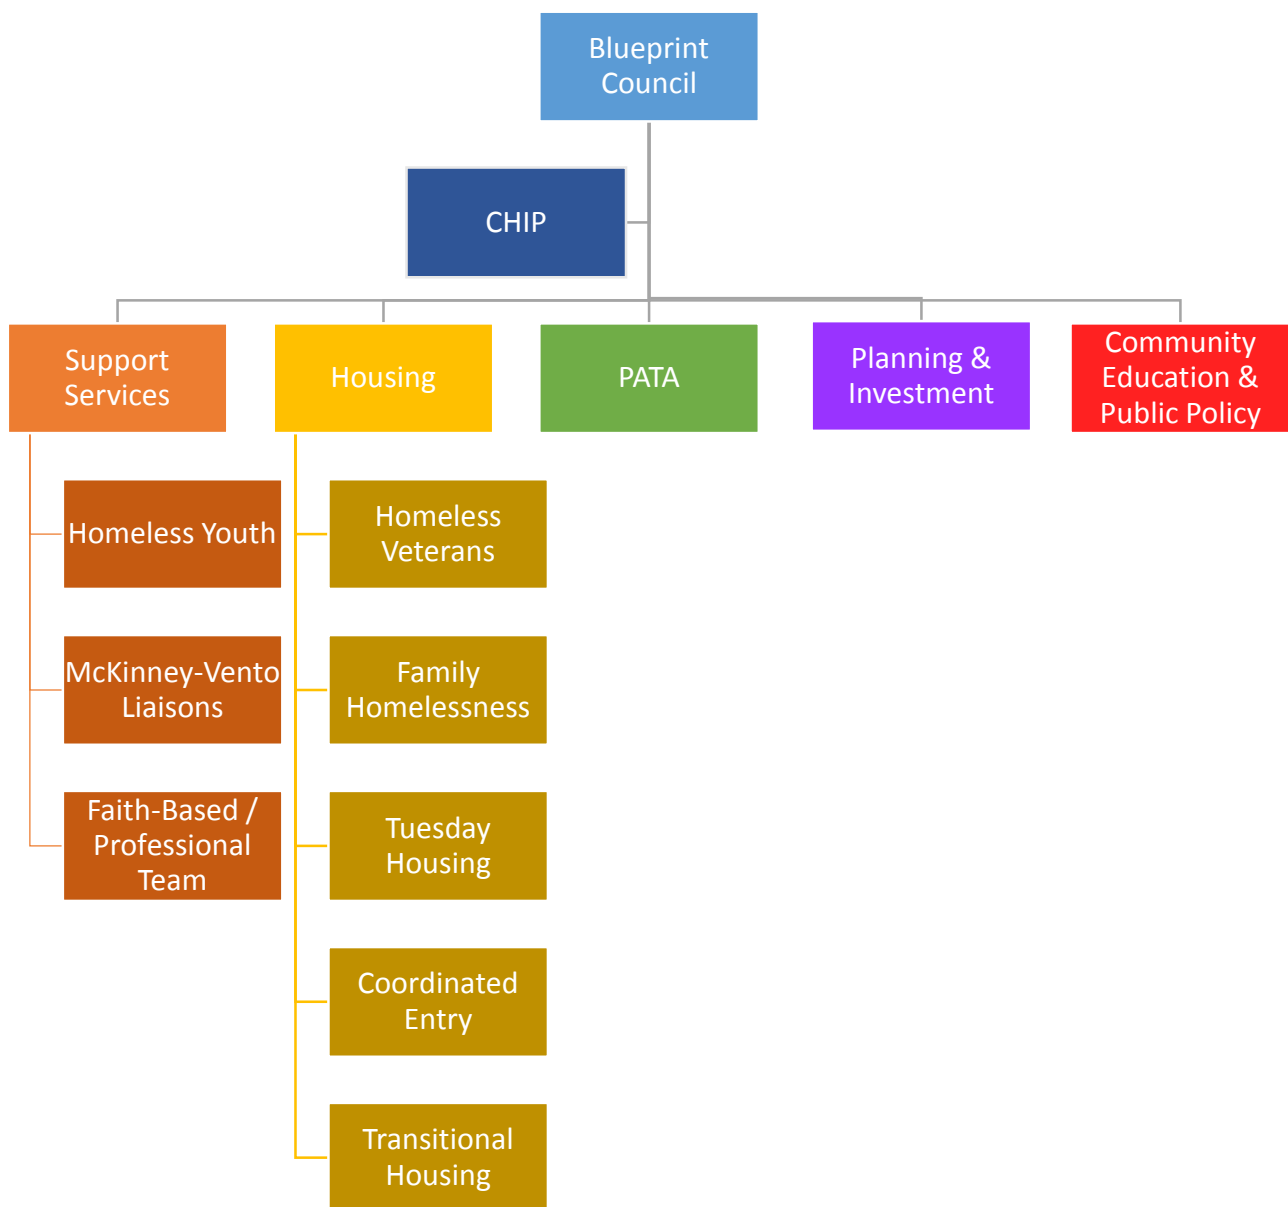 Blueprint
Council
CHIP
Support
Services
Housing
PATA
Planning &
Investment
Community
Education &
Public Policy
Homeless Youth
McKinney-Vento
Liaisons
Faith-Based /
Professional
Team
Homeless
Veterans
Family
Homelessness
Tuesday
Housing
Coordinated
Entry
Transitional
Housing